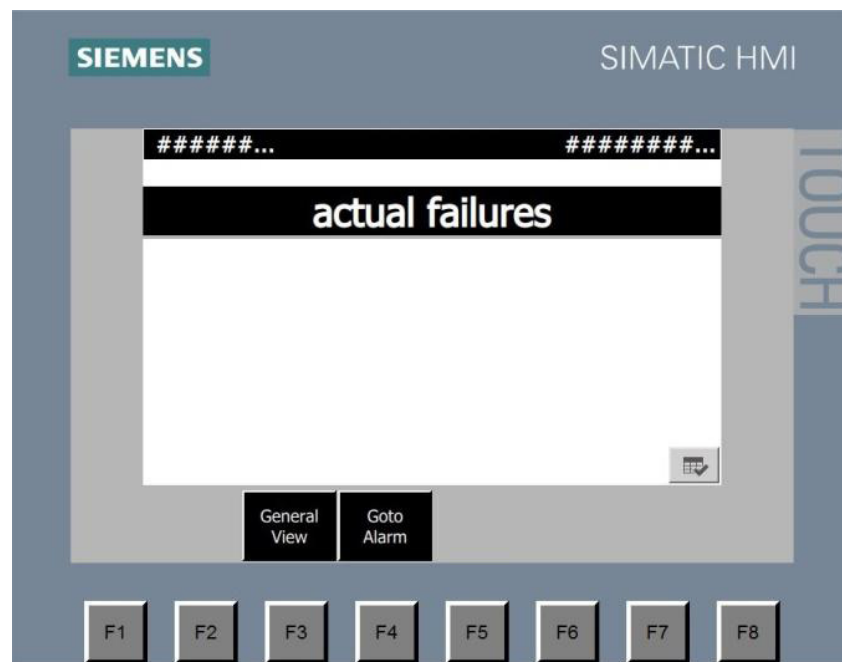 SIEMENS
SIMATIC HMI
TOUCH
######...
########...
actual failures
General
View
Goto
Alarm
F1
F2
F3
F4
F5
F6
F7
F8